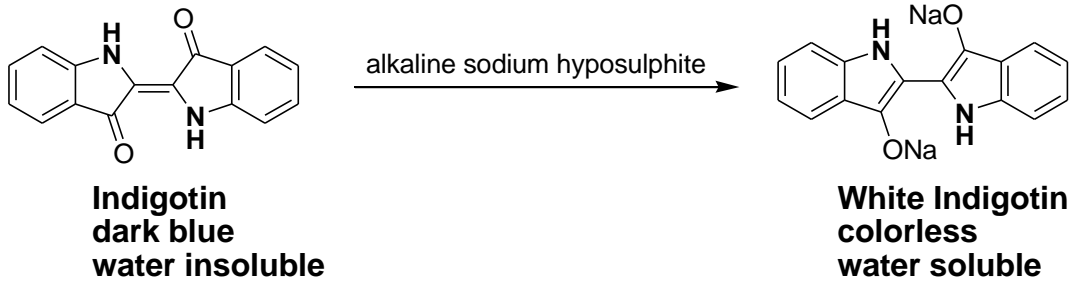 H
N
O
N
H
O
alkaline sodium hyposulphite
NaO
H
N
N
H
ONa
Indigotin
dark blue
water insoluble
White Indigotin
colorless
water soluble